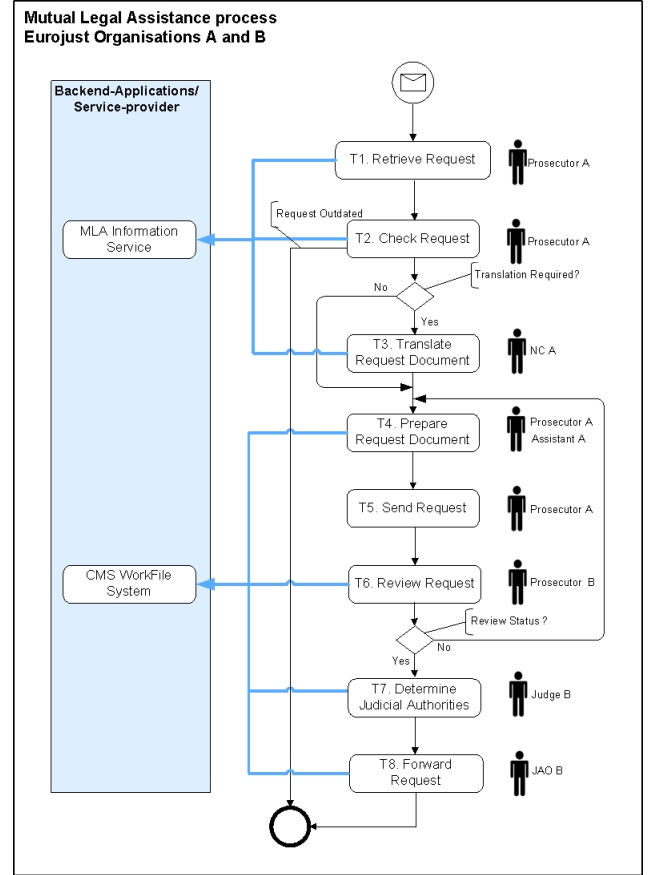 Mutual Legal Assistance process
Eurojust Organisations A and B
Backend-Applications/
Service-provider
T1. Retrieve Request
Prosecutor A
Request Outdated
MLA Information
Service
T2. Check Request
Prosecutor A
Translation Required?
No
Yes
T3. Translate
Request Document
NC A
T4. Prepare
Request Document
Prosecutor A
Assistant A
T5. Send Request
Prosecutor A
CMS WorkFile
System
T6. Review Request
Prosecutor B
Review Status ?
No
Yes
T7. Determine
Judicial Authorities
Judge B
T8. Forward
Request
JAO B